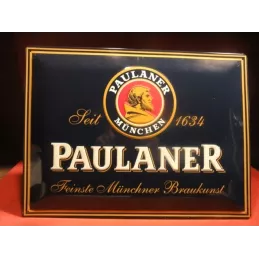 PAULANER
MÜNCHEN
Seit 1634
PAULANER
Feinste Münchner Braukunst